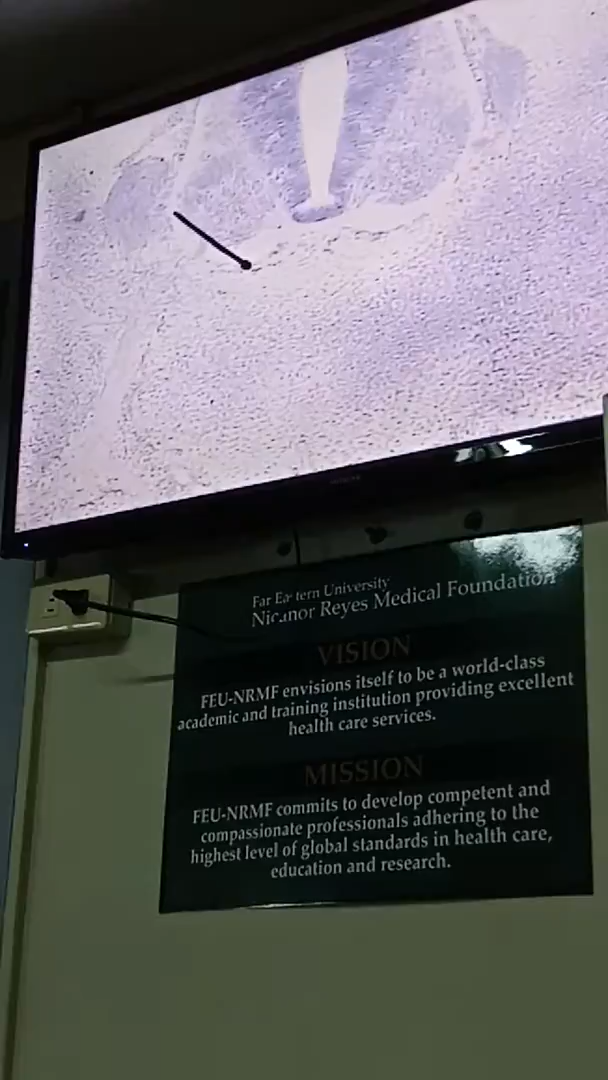 Far Ea tern University
Nicanor Reyes Medical Foundation
VISION
FEU-NRMF envisions itself to be a world-class
academic and training institution providing excellent
health care services.
MISSION
FEU-NRMF commits to develop competent and
compassionate professionals adhering to the
highest level of global standards in health care,
education and research.